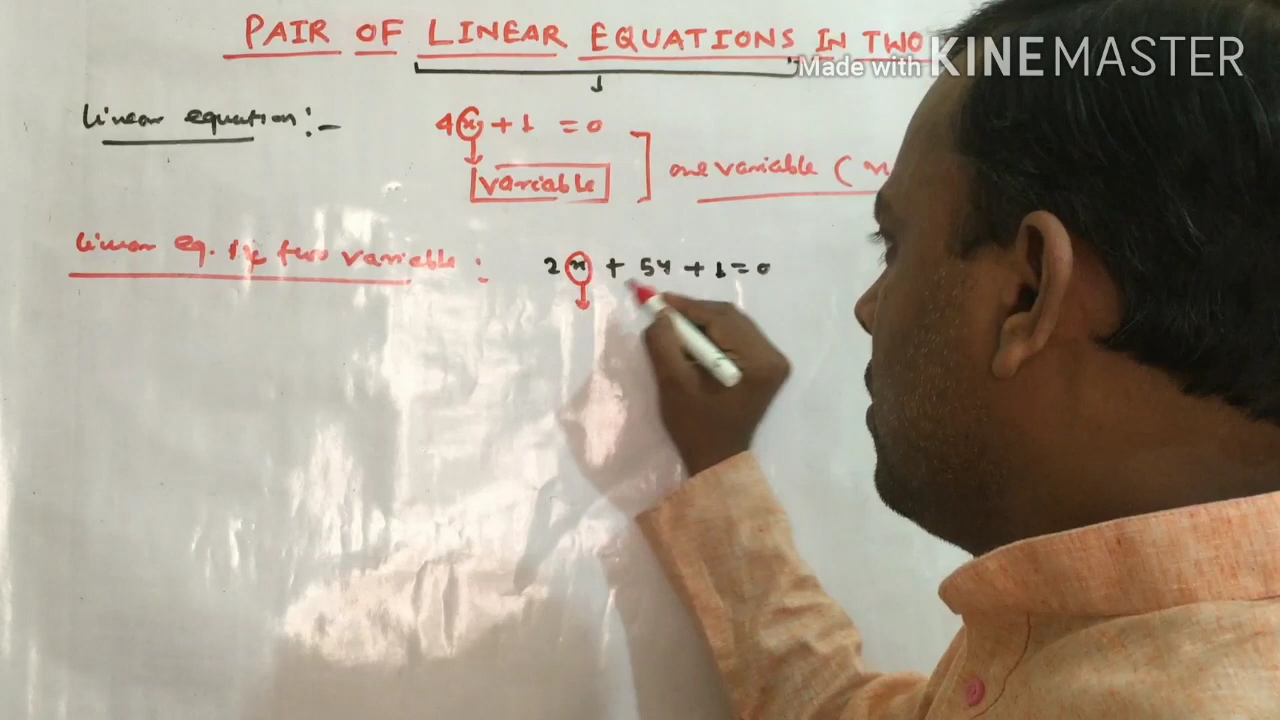 PAIR OF LINEAR EQUATIONS IN TWO
Made with KINEMASTER
linear equation:-
4x + 1 = 0
variable
one variable ( x
linear eq. in two variable :
2x + 5y + 1 = 0